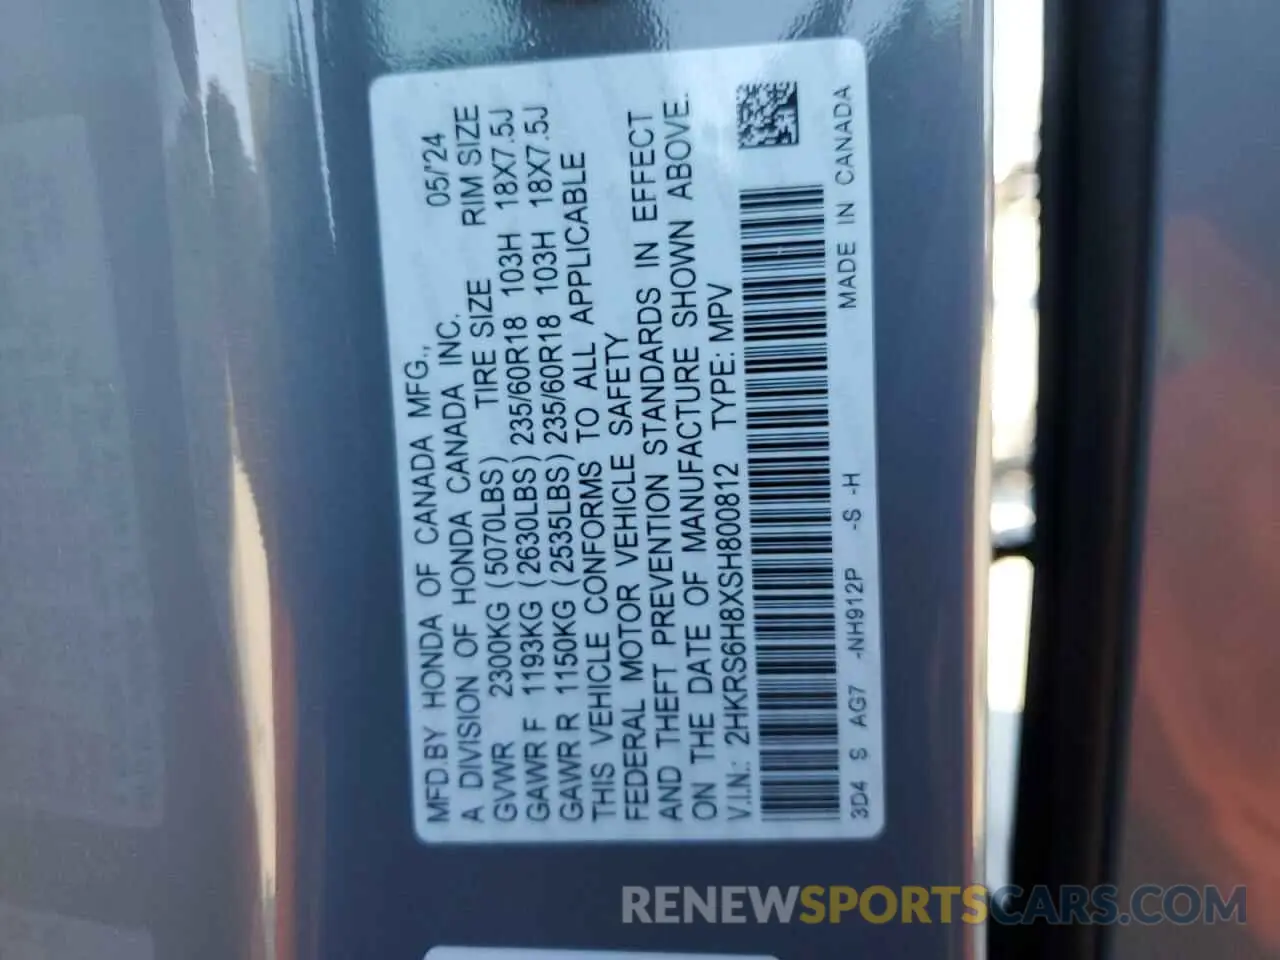 MFD.BY HONDA OF CANADA MFG., 05/'24
A DIVISION OF HONDA CANADA INC.
GVWR 2300KG (5070LBS) TIRE SIZE RIM SIZE
GAWR F 1193KG (2630LBS) 235/60R18 103H 18X7.5J
GAWR R 1150KG (2535LBS) 235/60R18 103H 18X7.5J
THIS VEHICLE CONFORMS TO ALL APPLICABLE
FEDERAL MOTOR VEHICLE SAFETY
AND THEFT PREVENTION STANDARDS IN EFFECT
ON THE DATE OF MANUFACTURE SHOWN ABOVE.
V.I.N.: 2HKRS6H8XSH800812 TYPE: MPV
3D4 S AG7 -NH912P -S -H MADE IN CANADA
RENEWSPORTSCARS.COM